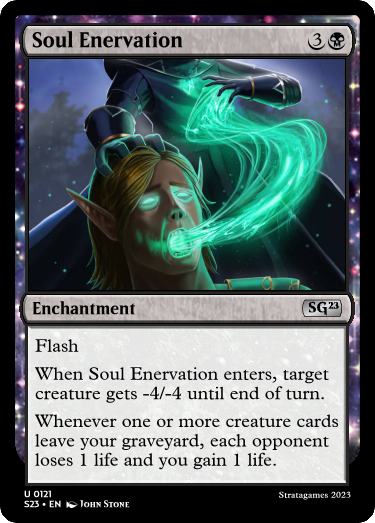 Soul Enervation 3
Enchantment SG23
Flash
When Soul Enervation enters, target
creature gets -4/-4 until end of turn.
Whenever one or more creature cards
leave your graveyard, each opponent
loses 1 life and you gain 1 life.
U 0121
S23 • EN John Stone
Stratagames 2023